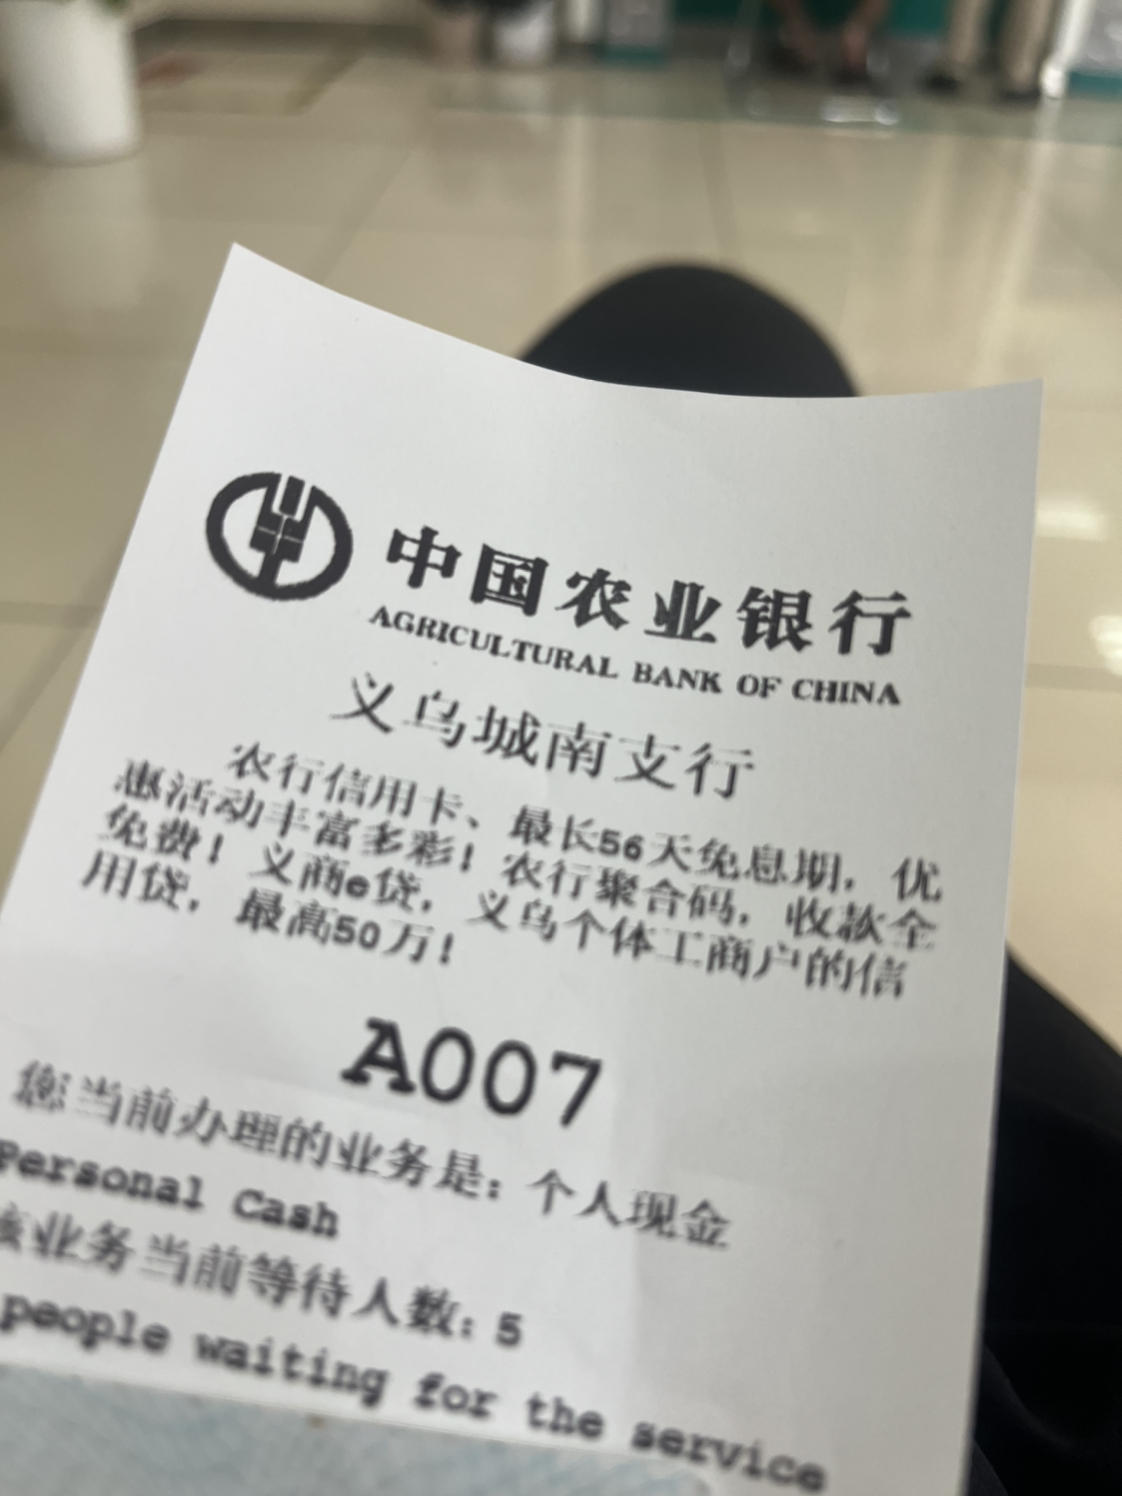 中国农业银行
AGRICULTURAL BANK OF CHINA
义乌城南支行
农行信用卡、最长56天免息期，优
惠活动丰富多彩！农行聚合码，收款全
免费！义商e贷，义乌个体工商户的信
用贷，最高50万！
A007
您当前办理的业务是：个人现金
Personal Cash
该业务当前等待人数：5
people waiting for the service